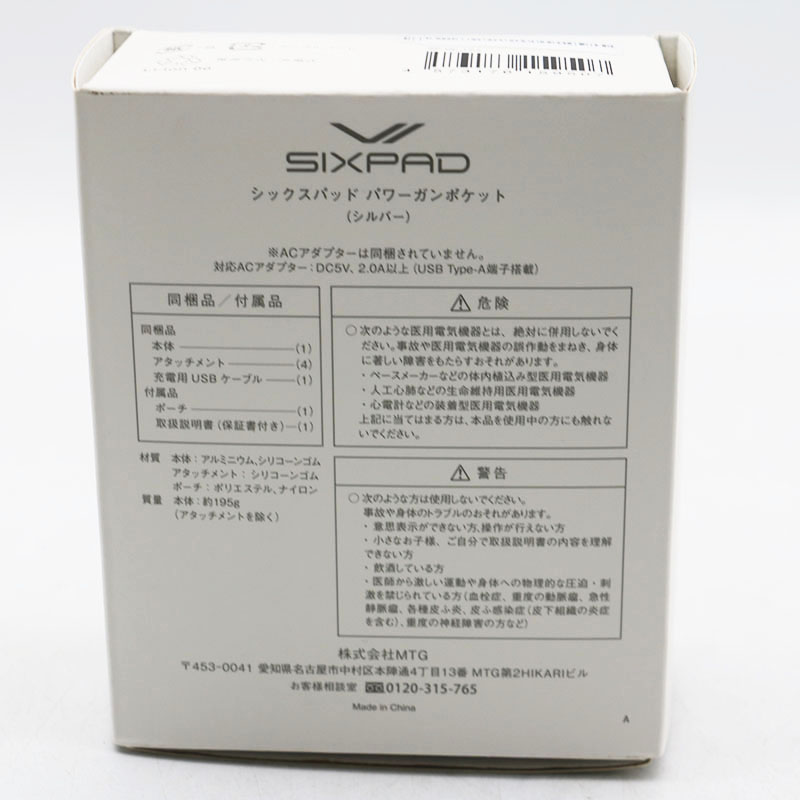 SIXPAD
シックスパッド パワーガンポケット
(シルバー)
※ACアダプターは同梱されていません。
対応ACアダプター:DC5V、2.0A以上(USB Type-A端子搭載)
同梱品/付属品
同梱品
本体 (1)
アタッチメント (4)
充電用USBケーブル (1)
付属品
ポーチ (1)
取扱説明書(保証書付き) (1)
材質 本体:アルミニウム、シリコーンゴム
アタッチメント:シリコーンゴム
ポーチ:ポリエステル、ナイロン
質量 本体:約195g
(アタッチメントを除く)
⚠ 危険
○次のような医用電気機器とは、絶対に併用しないでく
ださい。事故や医用電気機器の誤作動をまねき、身体
に著しい障害をもたらすおそれがあります。
・ペースメーカーなどの体内植込み型医用電気機器
・人工心肺などの生命維持用医用電気機器
・心電計などの装着型医用電気機器
上記に当てはまる方は、本品を使用中の方にも触れな
いでください。
⚠ 警告
○次のような方は使用しないでください。
事故や身体のトラブルのおそれがあります。
・意思表示ができない方、操作が行えない方
・小さなお子様、ご自分で取扱説明書の内容を理解
できない方
・飲酒している方
・医師から激しい運動や身体への物理的な圧迫・刺
激を禁じられている方(血栓症、重度の動脈瘤、急性
静脈瘤、各種皮ふ炎、皮ふ感染症(皮下組織の炎症
を含む)、重度の神経障害の方など)
株式会社MTG
〒453-0041 愛知県名古屋市中村区本陣通4丁目13番 MTG第2HIKARIビル
お客様相談室 0120-315-765
Made in China
A